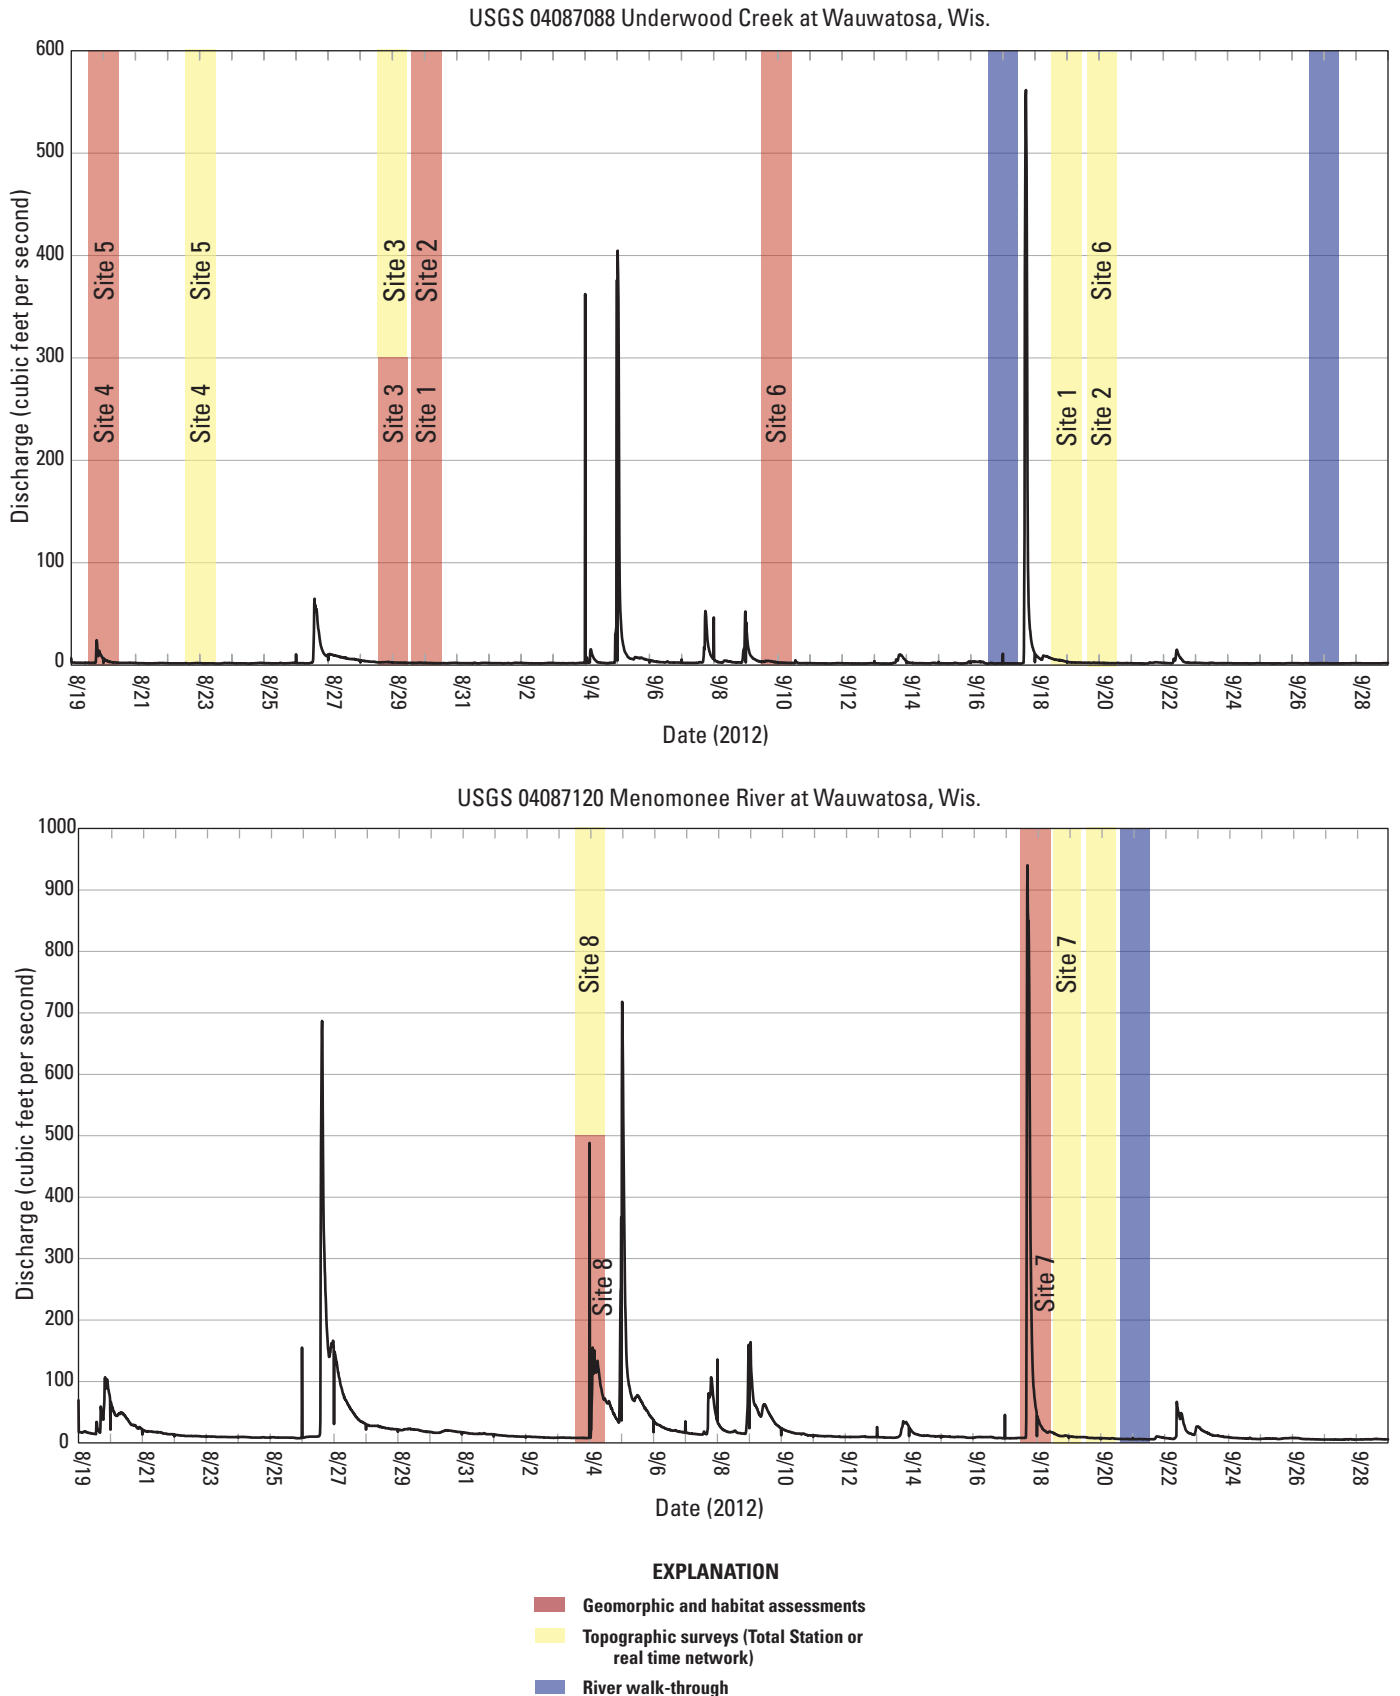 USGS 04087088 Underwood Creek at Wauwatosa, Wis.
600
500
400
300
200
100
0
Discharge (cubic feet per second)
Site 5
Site 4
Site 5
Site 4
Site 3
Site 3
Site 2
Site 1
Site 6
Site 1
Site 6
Site 2
8/19
8/21
8/23
8/25
8/27
8/29
8/31
9/2
9/4
9/6
9/8
9/10
9/12
9/14
9/16
9/18
9/20
9/22
9/24
9/26
9/28
Date (2012)
USGS 04087120 Menomonee River at Wauwatosa, Wis.
1000
900
800
700
600
500
400
300
200
100
0
Discharge (cubic feet per second)
Site 8
Site 8
Site 7
Site 7
8/19
8/21
8/23
8/25
8/27
8/29
8/31
9/2
9/4
9/6
9/8
9/10
9/12
9/14
9/16
9/18
9/20
9/22
9/24
9/26
9/28
Date (2012)
EXPLANATION
Geomorphic and habitat assessments
Topographic surveys (Total Station or
real time network)
River walk-through